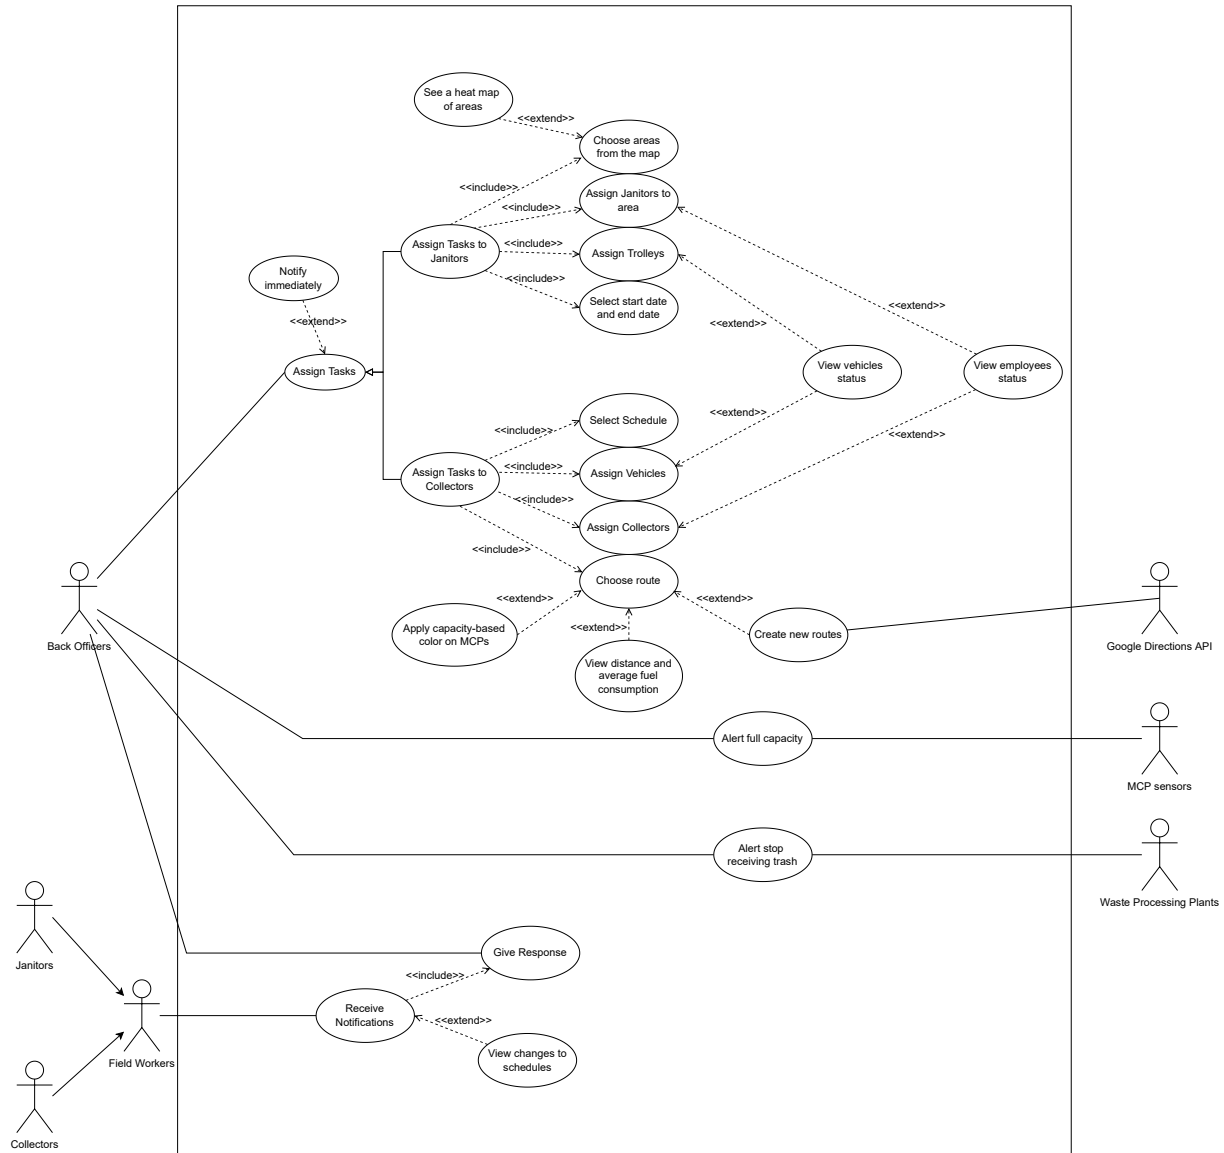 See a heat map
of areas
<<extend>>
Choose areas
from the map
<<include>>
Assign Janitors to
area
<<include>>
Assign Tasks to
Janitors
<<include>>
Assign Trolleys
<<include>>
Select start date
and end date
Notify
immediately
<<extend>>
Assign Tasks
<<extend>>
<<extend>>
View vehicles
status
View employees
status
<<extend>>
<<extend>>
Select Schedule
<<include>>
Assign Tasks to
Collectors
<<include>>
Assign Vehicles
<<include>>
Assign Collectors
<<include>>
Choose route
<<extend>>
<<extend>>
<<extend>>
Apply capacity-based
color on MCPs
View distance and
average fuel
consumption
Create new routes
Back Officers
Google Directions API
Alert full capacity
MCP sensors
Alert stop
receiving trash
Waste Processing Plants
Janitors
Give Response
<<include>>
Receive
Notifications
<<extend>>
View changes to
schedules
Field Workers
Collectors